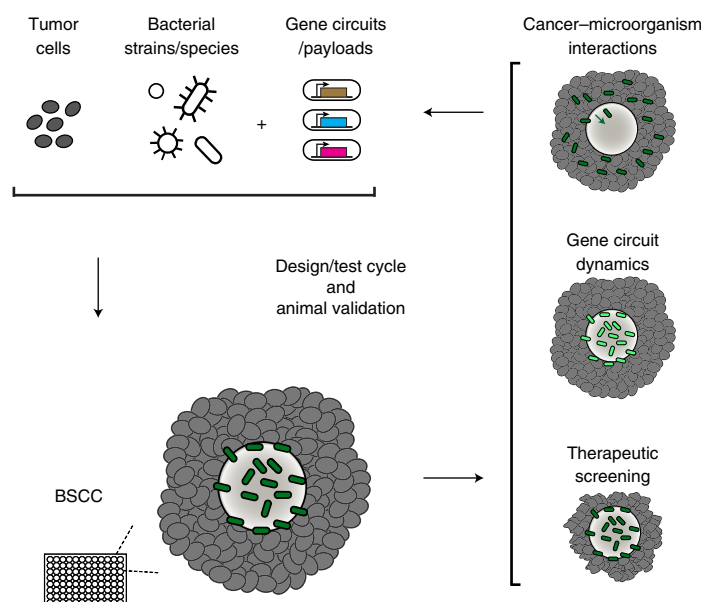 Tumor
cells
Bacterial
strains/species
Gene circuits
/payloads
+
Cancer–microorganism
interactions
Gene circuit
dynamics
Design/test cycle
and
animal validation
Therapeutic
screening
BSCC